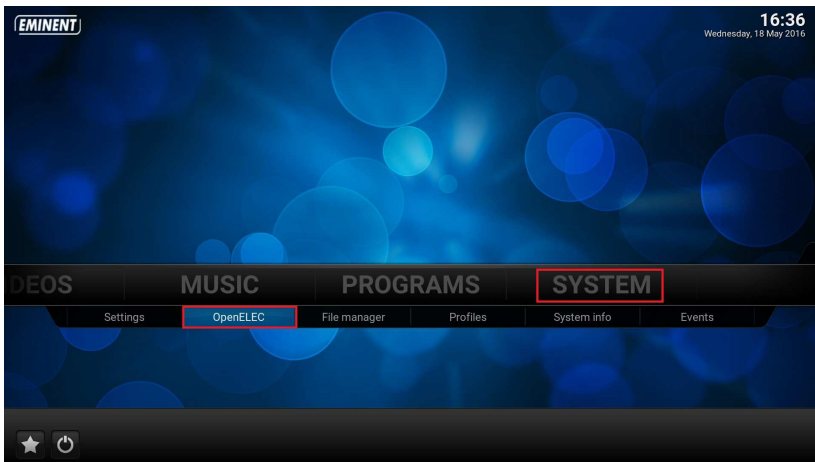 EMINENT
16:36
Wednesday, 18 May 2016
DEOS MUSIC PROGRAMS SYSTEM
Settings OpenELEC File manager Profiles System info Events